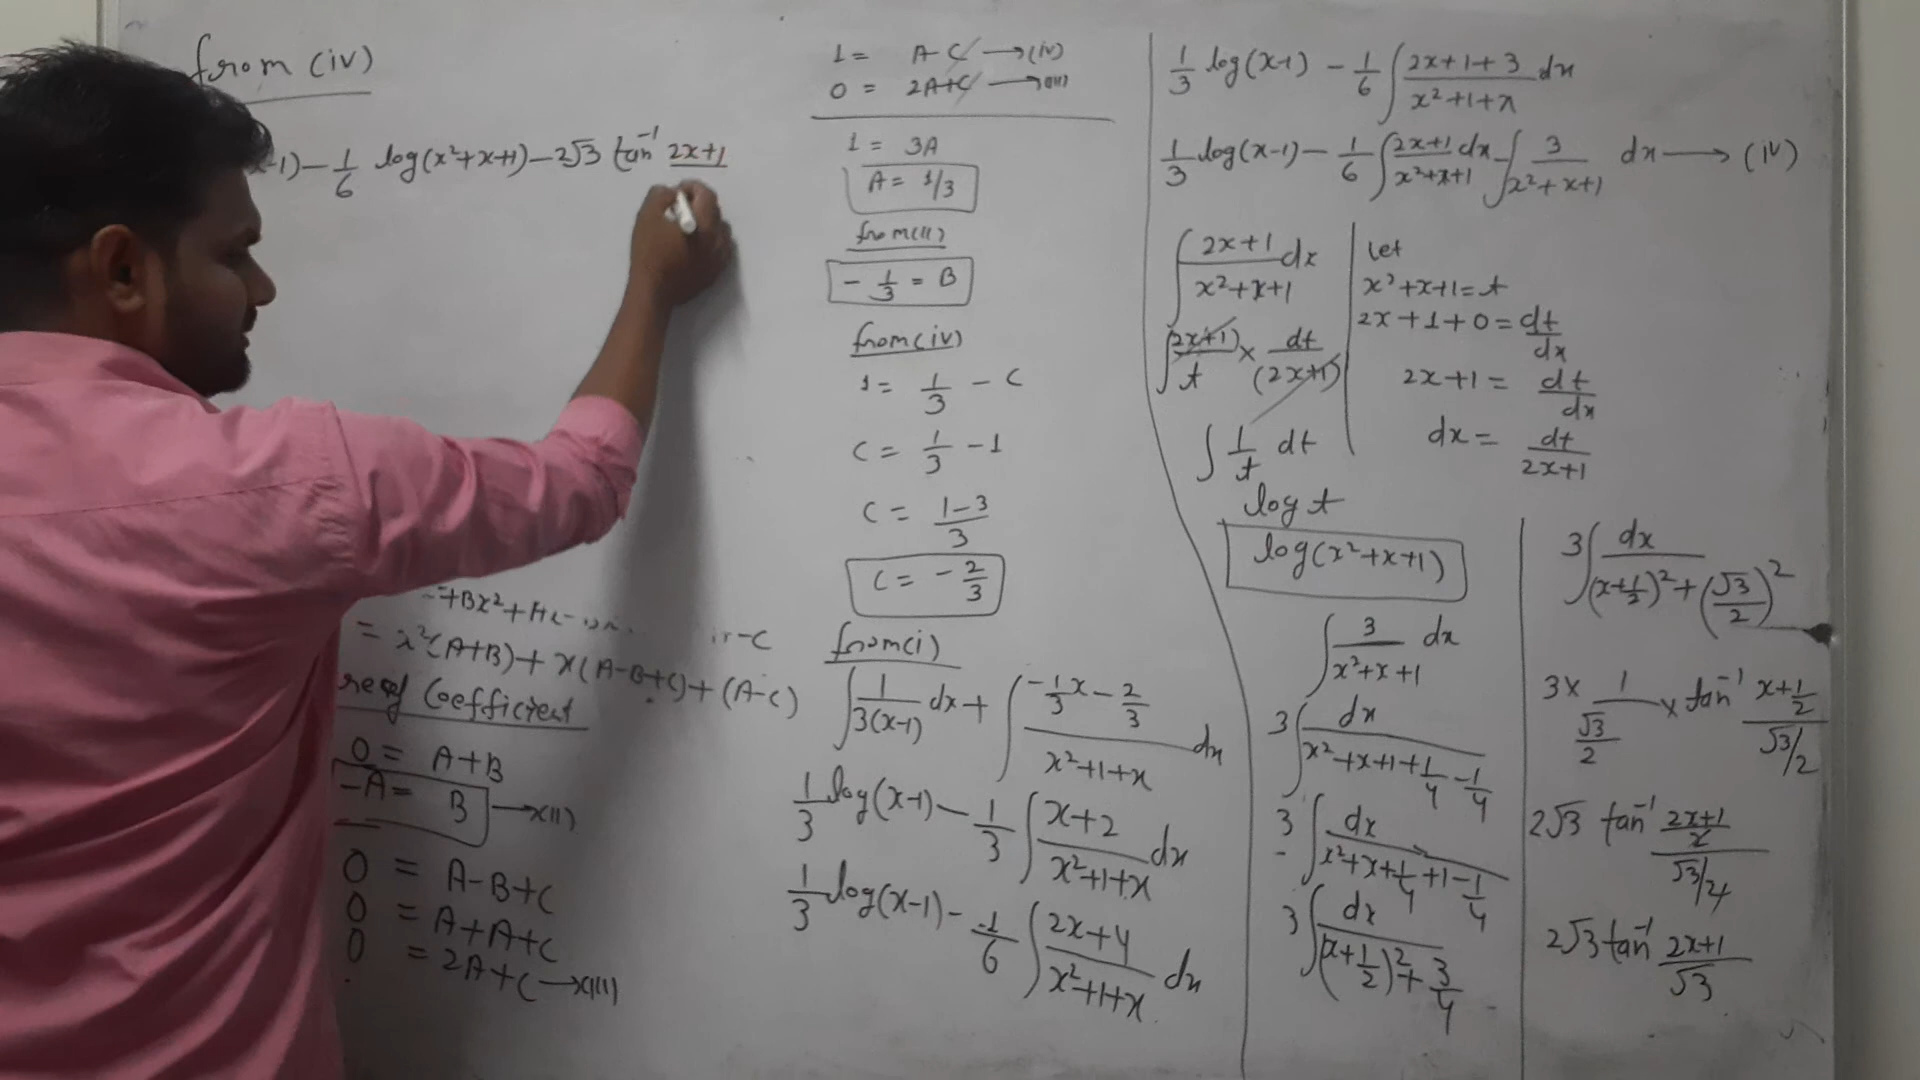 from (iv)
x-1) - 1/6 log(x²+x+1) - 2√3 tan⁻¹ 2x+1
= x²(A+B) + x(A-B+C) + (A-C)
Coefficient
0 = A+B
-A = B → (II)
0 = A-B+C
0 = A+A+C
0 = 2A+C → (III)
1 = A-C → (iv)
0 = 2A+C → (III)
1 = 3A
A = 1/3
from (II)
-1/3 = B
from (iv)
1 = 1/3 - C
C = 1/3 - 1
C = (1-3)/3
C = -2/3
from (i)
∫ 1/3(x-1) dx + ∫ (-1/3 x - 2/3)/(x²+1+x) dx
1/3 log(x-1) - 1/3 ∫ (x+2)/(x²+1+x) dx
1/3 log(x-1) - 1/6 ∫ (2x+4)/(x²+1+x) dx
1/3 log(x-1) - 1/6 ∫ (2x+1+3)/(x²+1+x) dx
1/3 log(x-1) - 1/6 ∫ (2x+1)/(x²+x+1) dx - ∫ 3/(x²+x+1) dx → (iv)
∫ (2x+1)/(x²+x+1) dx
∫ (2x+1)/t × dt/(2x+1)
∫ 1/t dt
log t
log(x²+x+1)
let
x²+x+1 = t
2x+1+0 = dt/dx
2x+1 = dt/dx
dx = dt/(2x+1)
∫ 3/(x²+x+1) dx
3∫ dx/(x²+x+1+1/4-1/4)
3∫ dx/(x²+x+1/4+1-1/4)
3∫ dx/((x+1/2)²+3/4)
3∫ dx/((x+1/2)²+(√3/2)²)
3 × 1/(√3/2) × tan⁻¹ (x+1/2)/(√3/2)
2√3 tan⁻¹ ((2x+1)/2)/(√3/2)
2√3 tan⁻¹ (2x+1)/√3